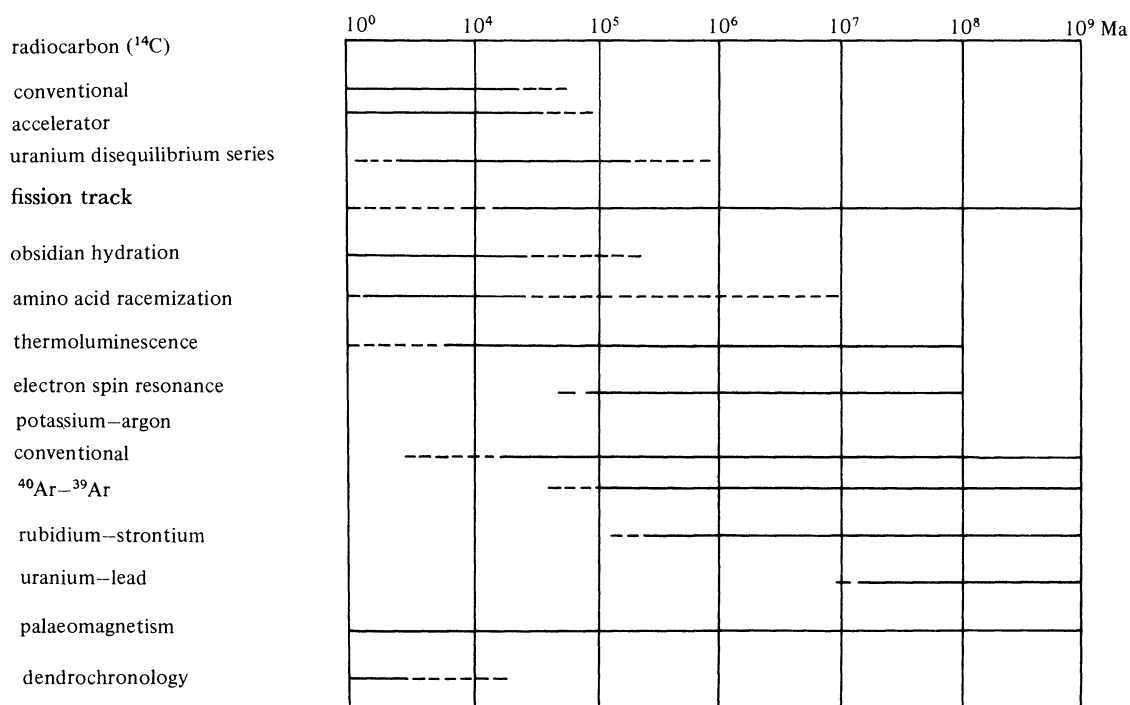 10⁰ 10⁴ 10⁵ 10⁶ 10⁷ 10⁸ 10⁹ Ma
radiocarbon (¹⁴C)
conventional
accelerator
uranium disequilibrium series
fission track
obsidian hydration
amino acid racemization
thermoluminescence
electron spin resonance
potassium–argon
conventional
⁴⁰Ar–³⁹Ar
rubidium–strontium
uranium–lead
palaeomagnetism
dendrochronology